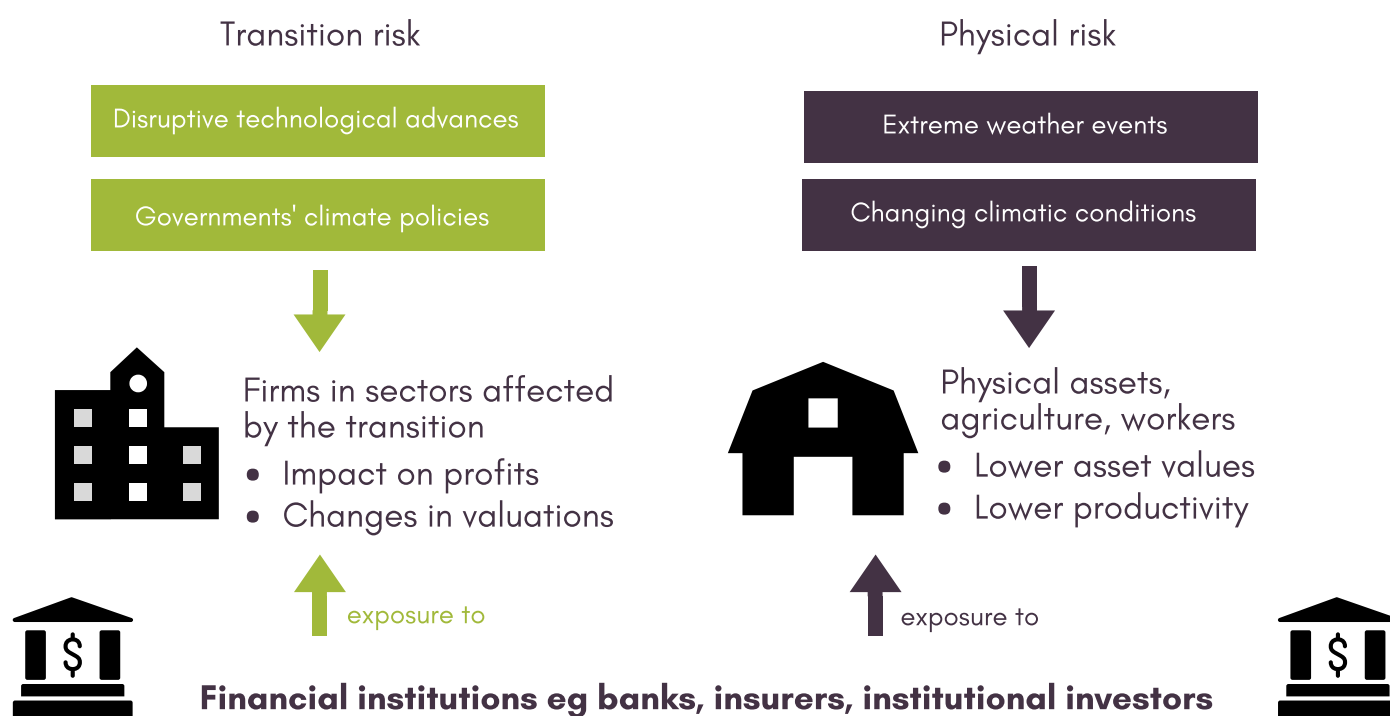 Transition risk
Disruptive technological advances
Governments' climate policies
Firms in sectors affected
by the transition
• Impact on profits
• Changes in valuations
exposure to
Physical risk
Extreme weather events
Changing climatic conditions
Physical assets,
agriculture, workers
• Lower asset values
• Lower productivity
exposure to
$
$
Financial institutions eg banks, insurers, institutional investors